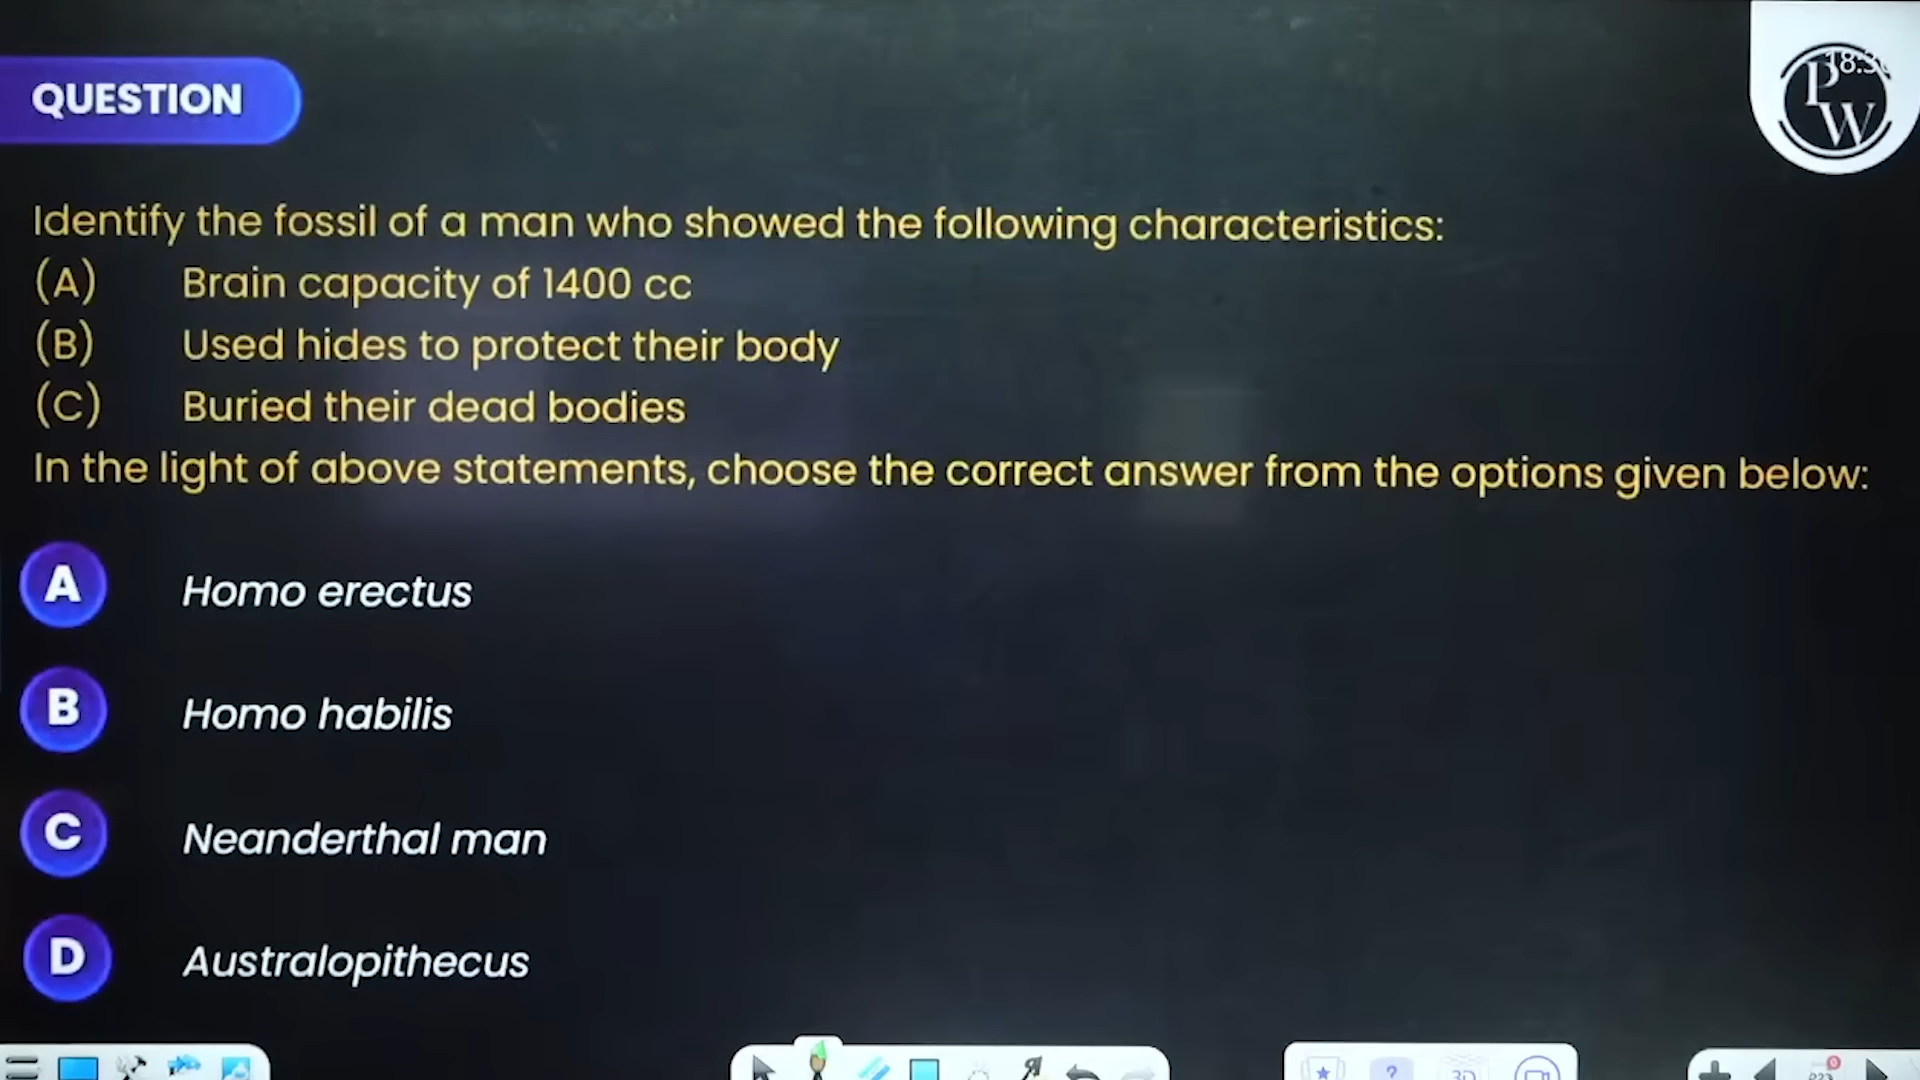 QUESTION
PW
Identify the fossil of a man who showed the following characteristics:
(A) Brain capacity of 1400 cc
(B) Used hides to protect their body
(C) Buried their dead bodies
In the light of above statements, choose the correct answer from the options given below:
A Homo erectus
B Homo habilis
C Neanderthal man
D Australopithecus
3D